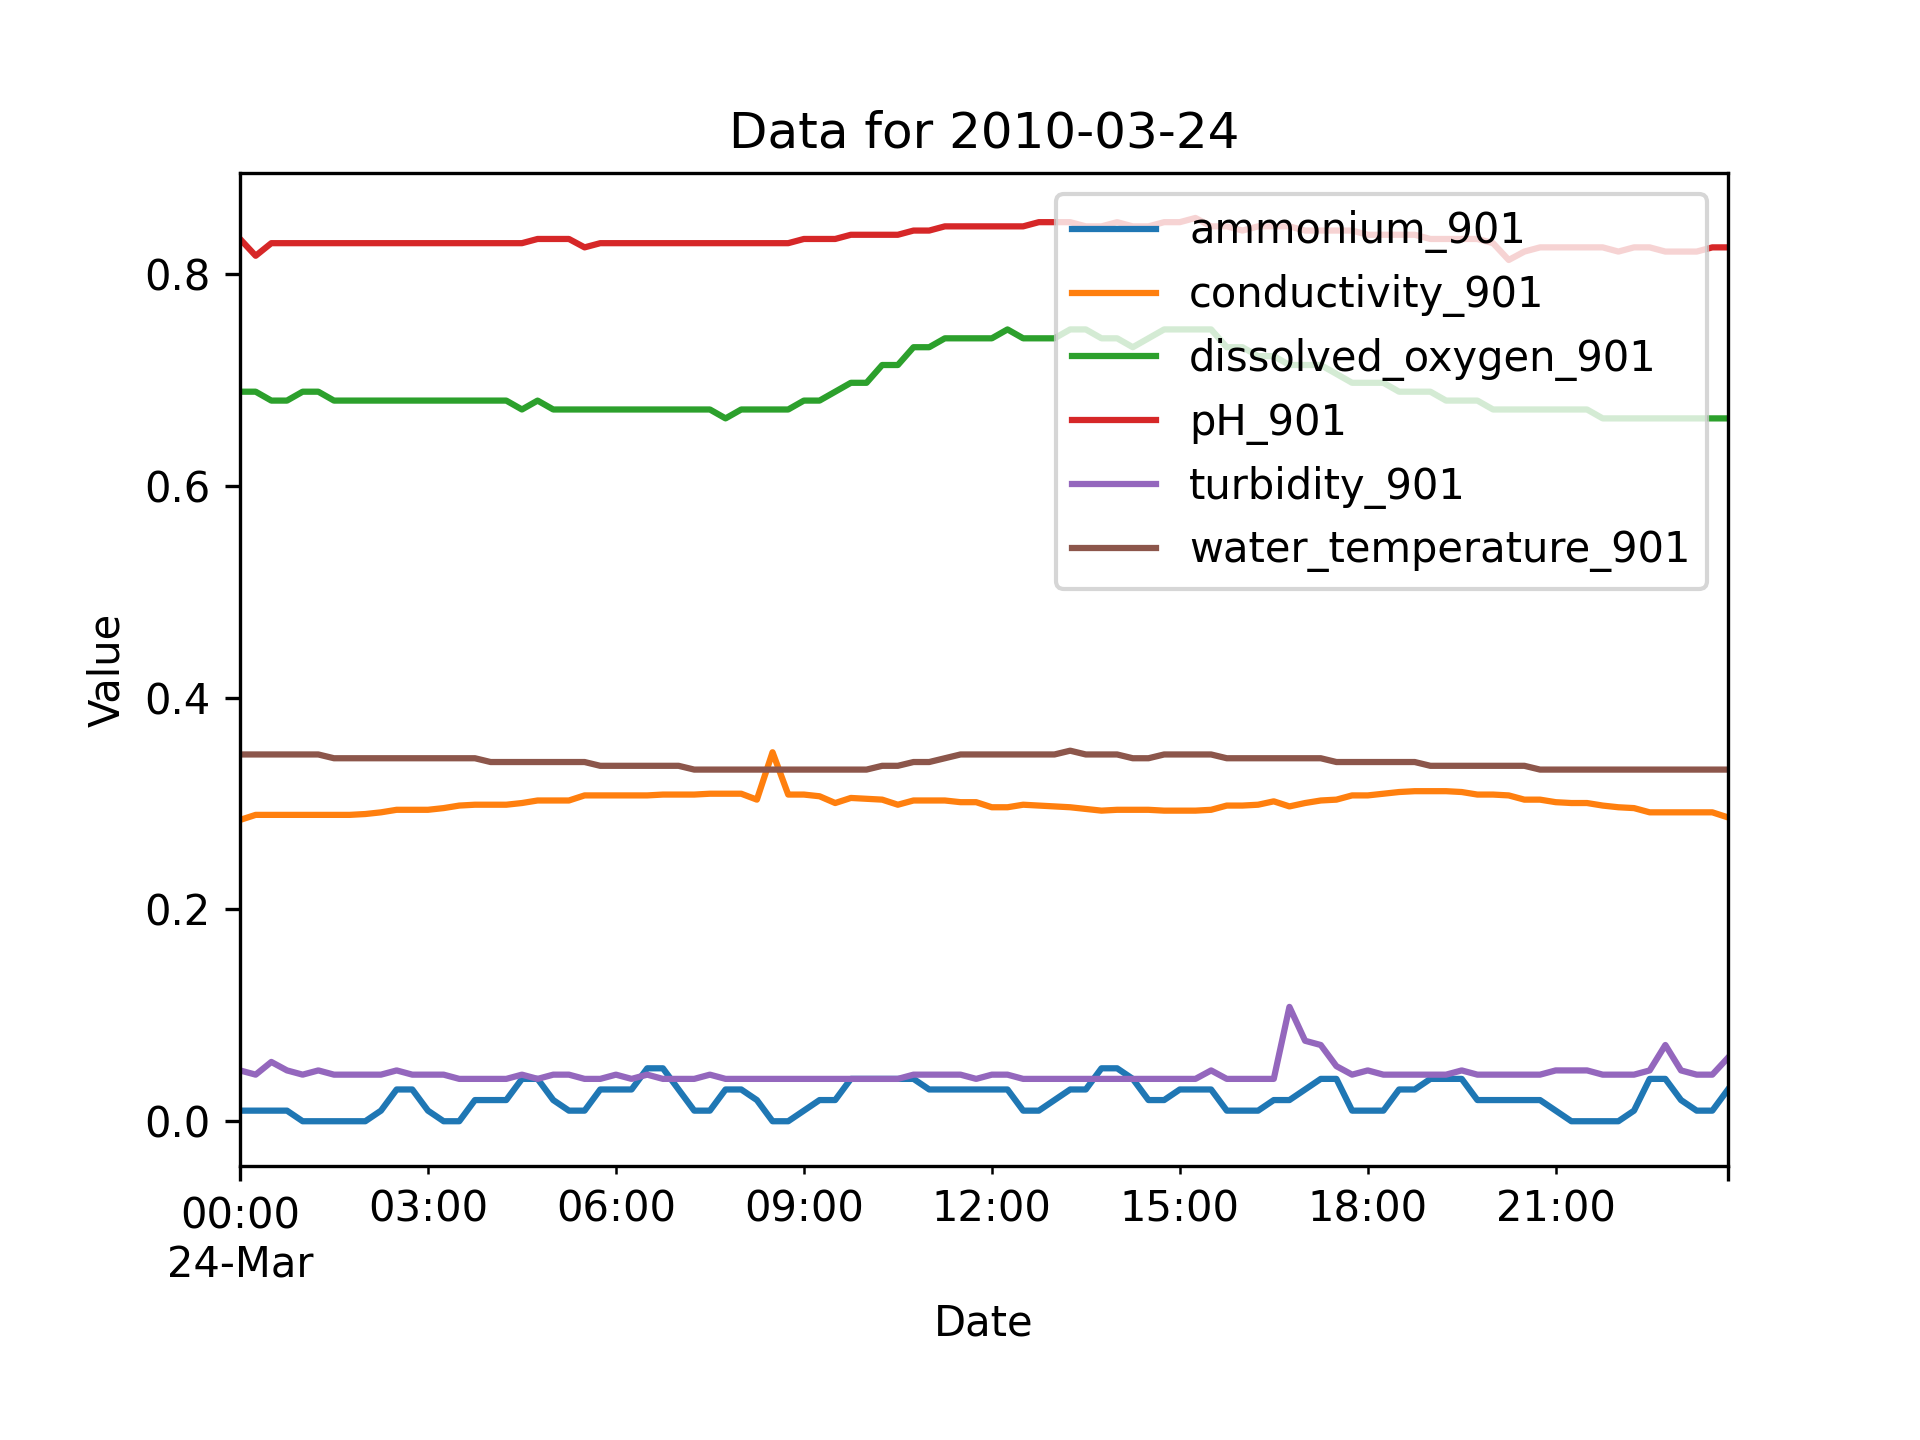 Data for 2010-03-24
ammonium_901
conductivity_901
dissolved_oxygen_901
pH_901
turbidity_901
water_temperature_901
Value
0.8
0.6
0.4
0.2
0.0
00:00 03:00 06:00 09:00 12:00 15:00 18:00 21:00
24-Mar
Date